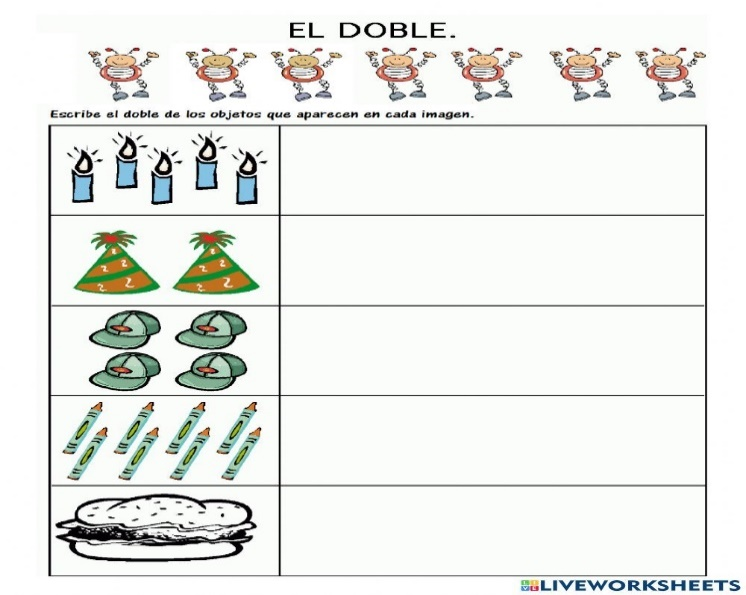 EL DOBLE.
Escribe el doble de los objetos que aparecen en cada imagen.
LIVEWORKSHEETS